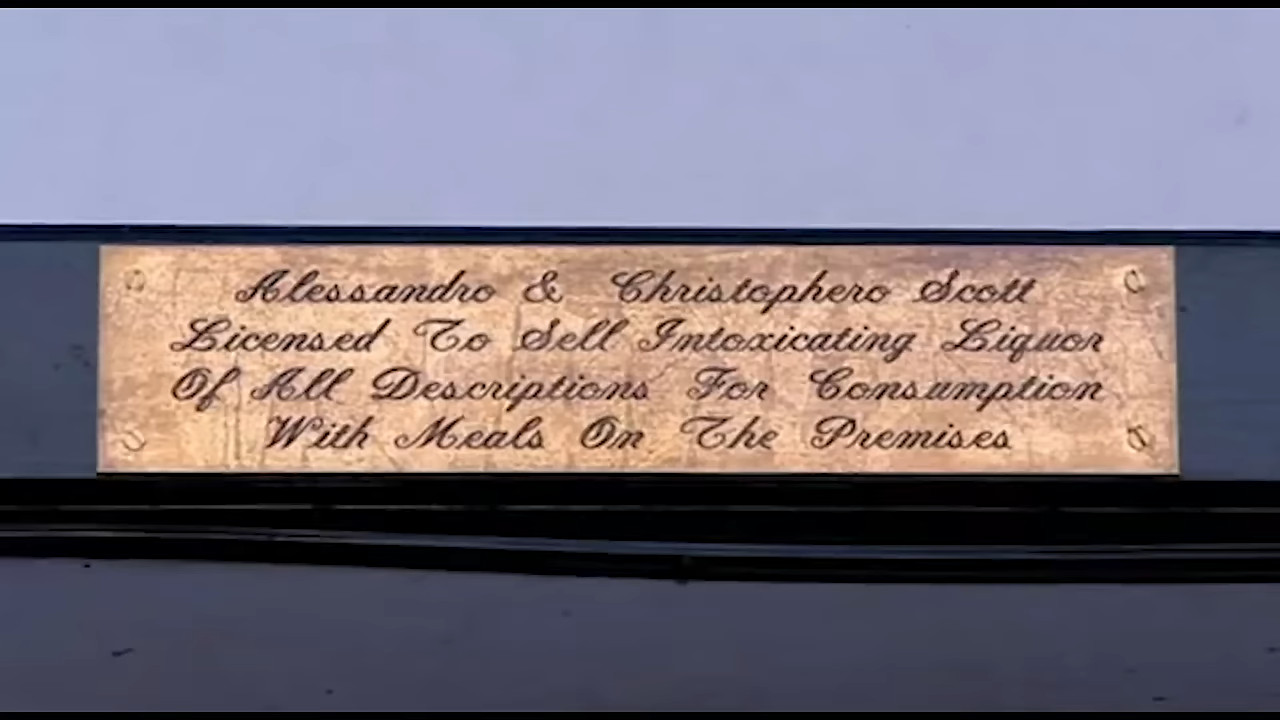 Alessandro & Christophero Scott
Licensed To Sell Intoxicating Liquor
Of All Descriptions For Consumption
With Meals On The Premises